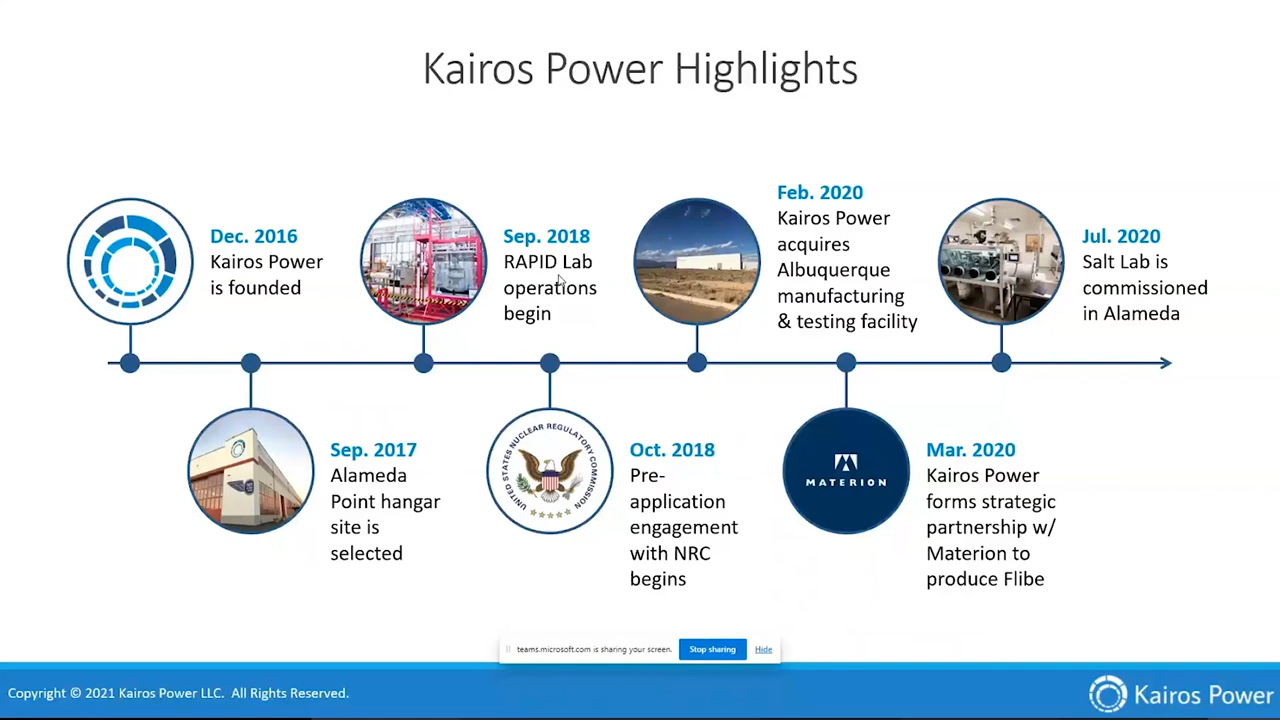 Kairos Power Highlights
Dec. 2016
Kairos Power
is founded
Sep. 2018
RAPID Lab
operations
begin
Feb. 2020
Kairos Power
acquires
Albuquerque
manufacturing
& testing facility
Jul. 2020
Salt Lab is
commissioned
in Alameda
Sep. 2017
Alameda
Point hangar
site is
selected
UNITED STATES NUCLEAR REGULATORY COMMISSION
Oct. 2018
Pre-
application
engagement
with NRC
begins
MATERION
Mar. 2020
Kairos Power
forms strategic
partnership w/
Materion to
produce Flibe
teams.microsoft.com is sharing your screen. Stop sharing Hide
Copyright © 2021 Kairos Power LLC. All Rights Reserved.
Kairos Power